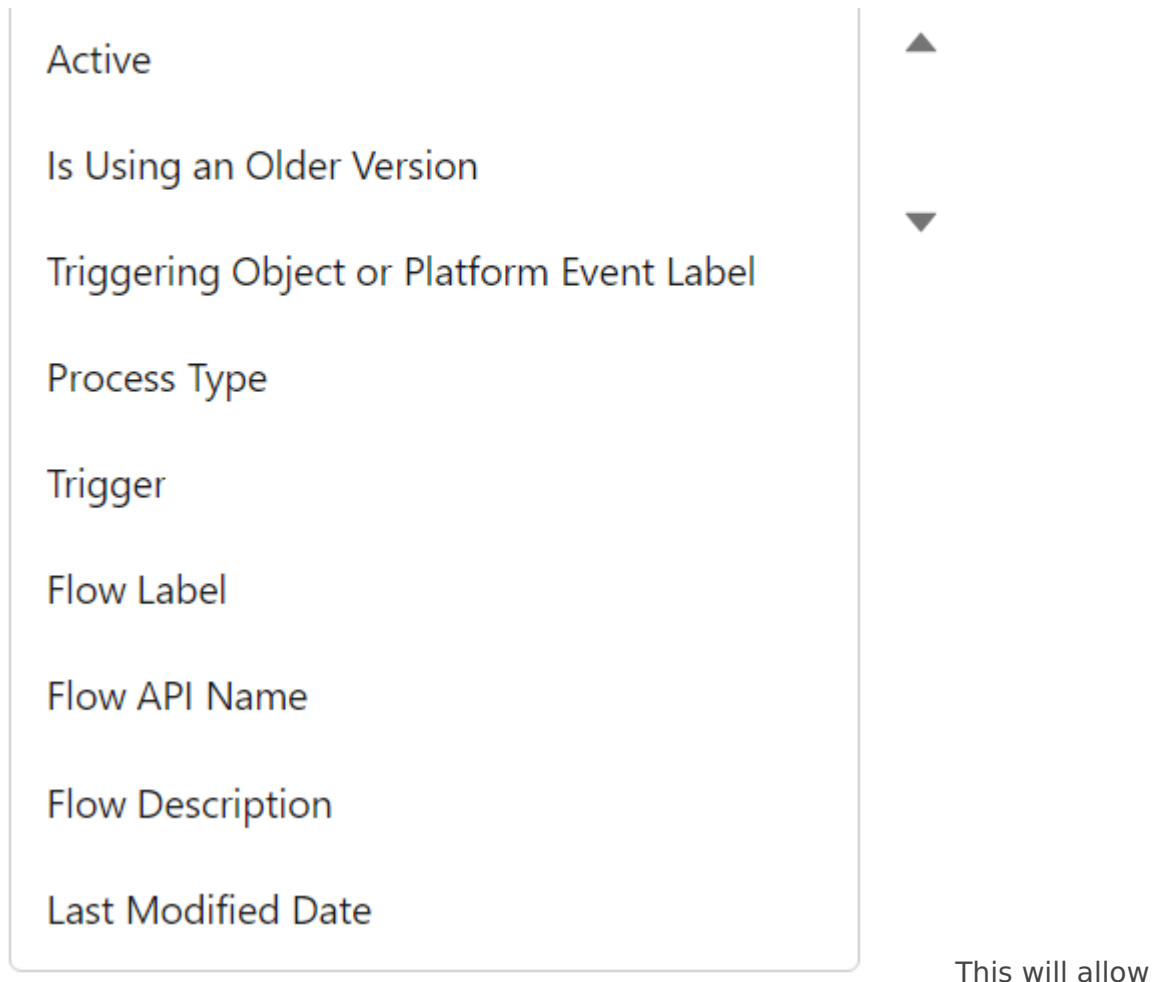 Active
Is Using an Older Version
Triggering Object or Platform Event Label
Process Type
Trigger
Flow Label
Flow API Name
Flow Description
Last Modified Date
This will allow